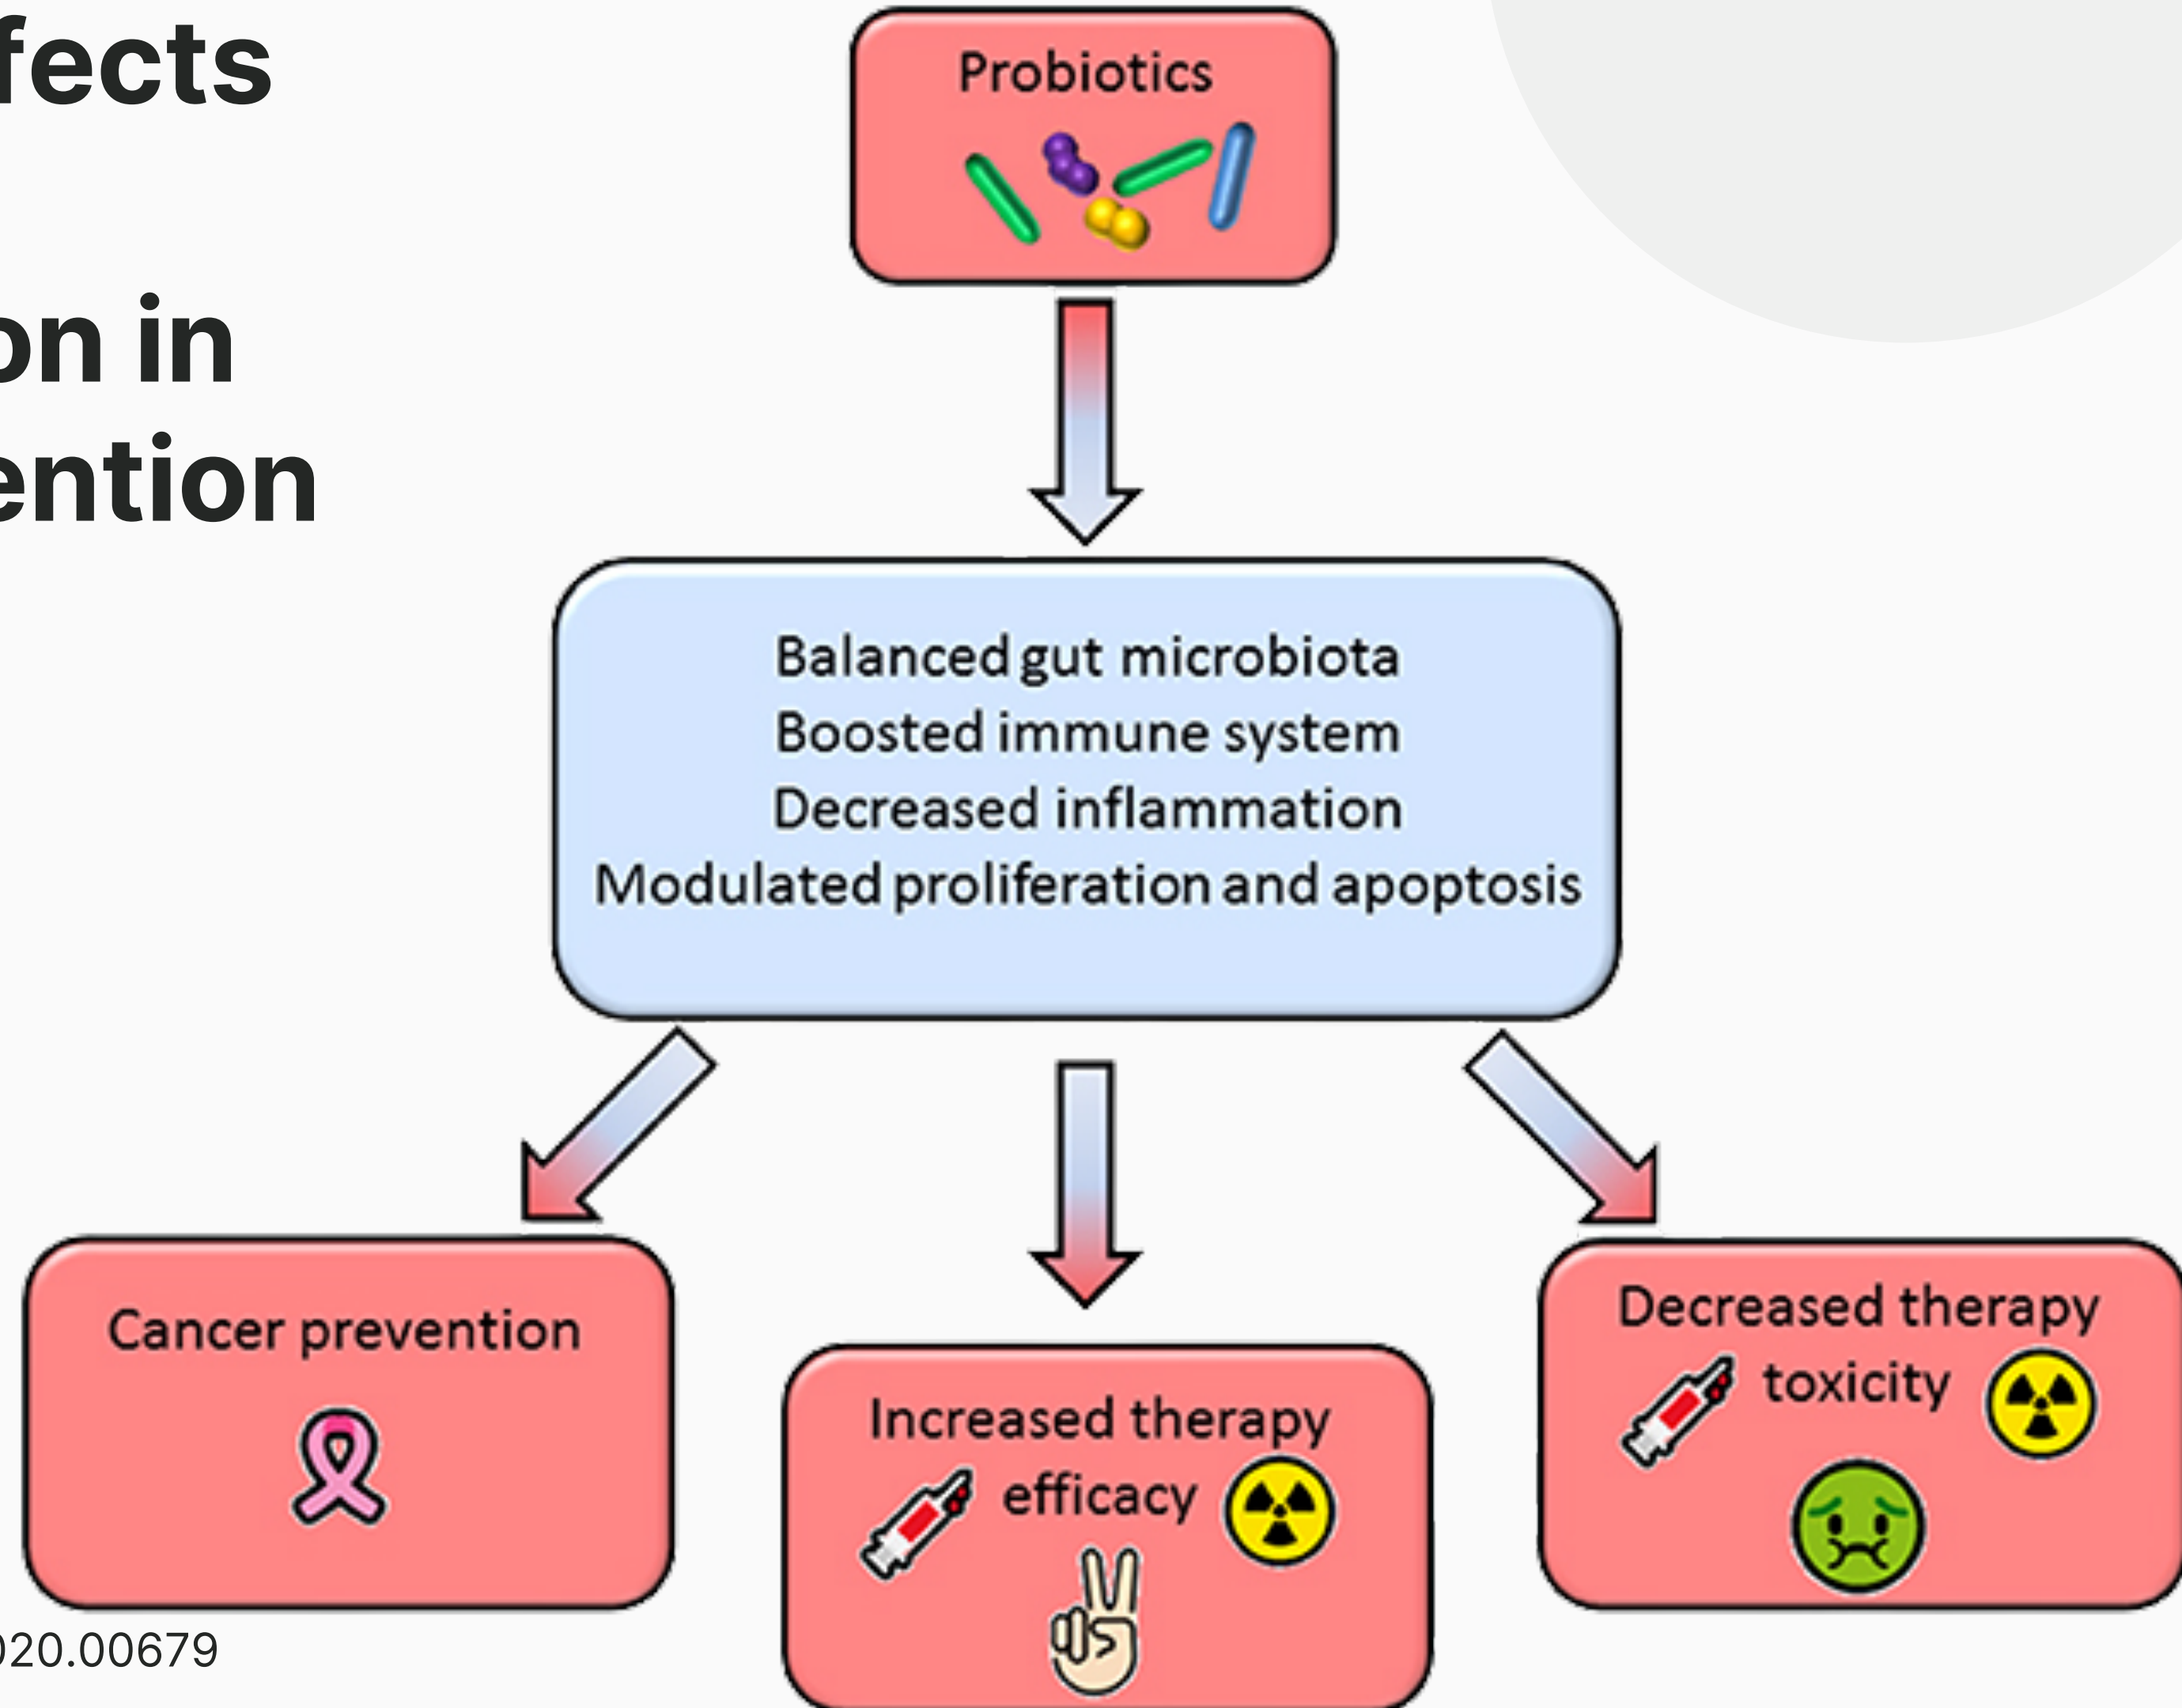 fects
on in
ention
Probiotics
Balanced gut microbiota
Boosted immune system
Decreased inflammation
Modulated proliferation and apoptosis
Cancer prevention
Increased therapy
efficacy
Decreased therapy
toxicity
020.00679